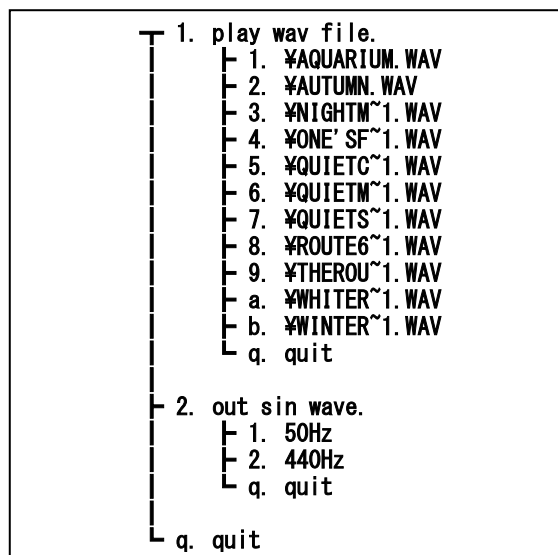 1. play wav file.
1. ¥AQUARIUM.WAV
2. ¥AUTUMN.WAV
3. ¥NIGHTM~1.WAV
4. ¥ONE'SF~1.WAV
5. ¥QUIETC~1.WAV
6. ¥QUIETM~1.WAV
7. ¥QUIETS~1.WAV
8. ¥ROUTE6~1.WAV
9. ¥THEROU~1.WAV
a. ¥WHITER~1.WAV
b. ¥WINTER~1.WAV
q. quit
2. out sin wave.
1. 50Hz
2. 440Hz
q. quit
q. quit